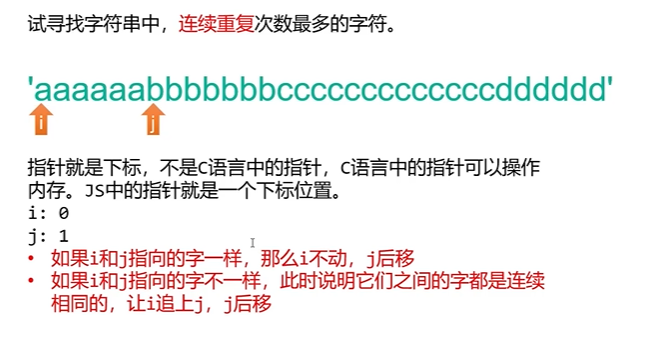 试寻找字符串中，连续重复次数最多的字符。
'aaaaaabbbbbbbcccccccccccccdddddd'
i
j
指针就是下标，不是C语言中的指针，C语言中的指针可以操作
内存。JS中的指针就是一个下标位置。
i: 0
j: 1
• 如果i和j指向的字一样，那么i不动，j后移
• 如果i和j指向的字不一样，此时说明它们之间的字都是连续
相同的，让i追上j，j后移